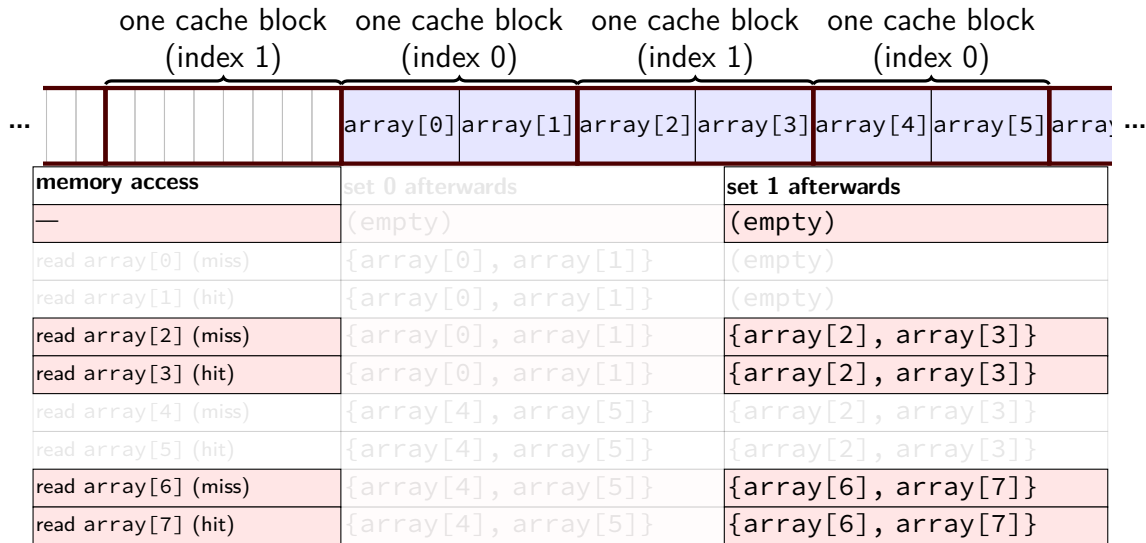 one cache block one cache block one cache block one cache block
(index 1) (index 0) (index 1) (index 0)
... array[0] array[1] array[2] array[3] array[4] array[5] array ...
memory access set 0 afterwards set 1 afterwards
— (empty) (empty)
read array[0] (miss) {array[0], array[1]} (empty)
read array[1] (hit) {array[0], array[1]} (empty)
read array[2] (miss) {array[0], array[1]} {array[2], array[3]}
read array[3] (hit) {array[0], array[1]} {array[2], array[3]}
read array[4] (miss) {array[4], array[5]} {array[2], array[3]}
read array[5] (hit) {array[4], array[5]} {array[2], array[3]}
read array[6] (miss) {array[4], array[5]} {array[6], array[7]}
read array[7] (hit) {array[4], array[5]} {array[6], array[7]}